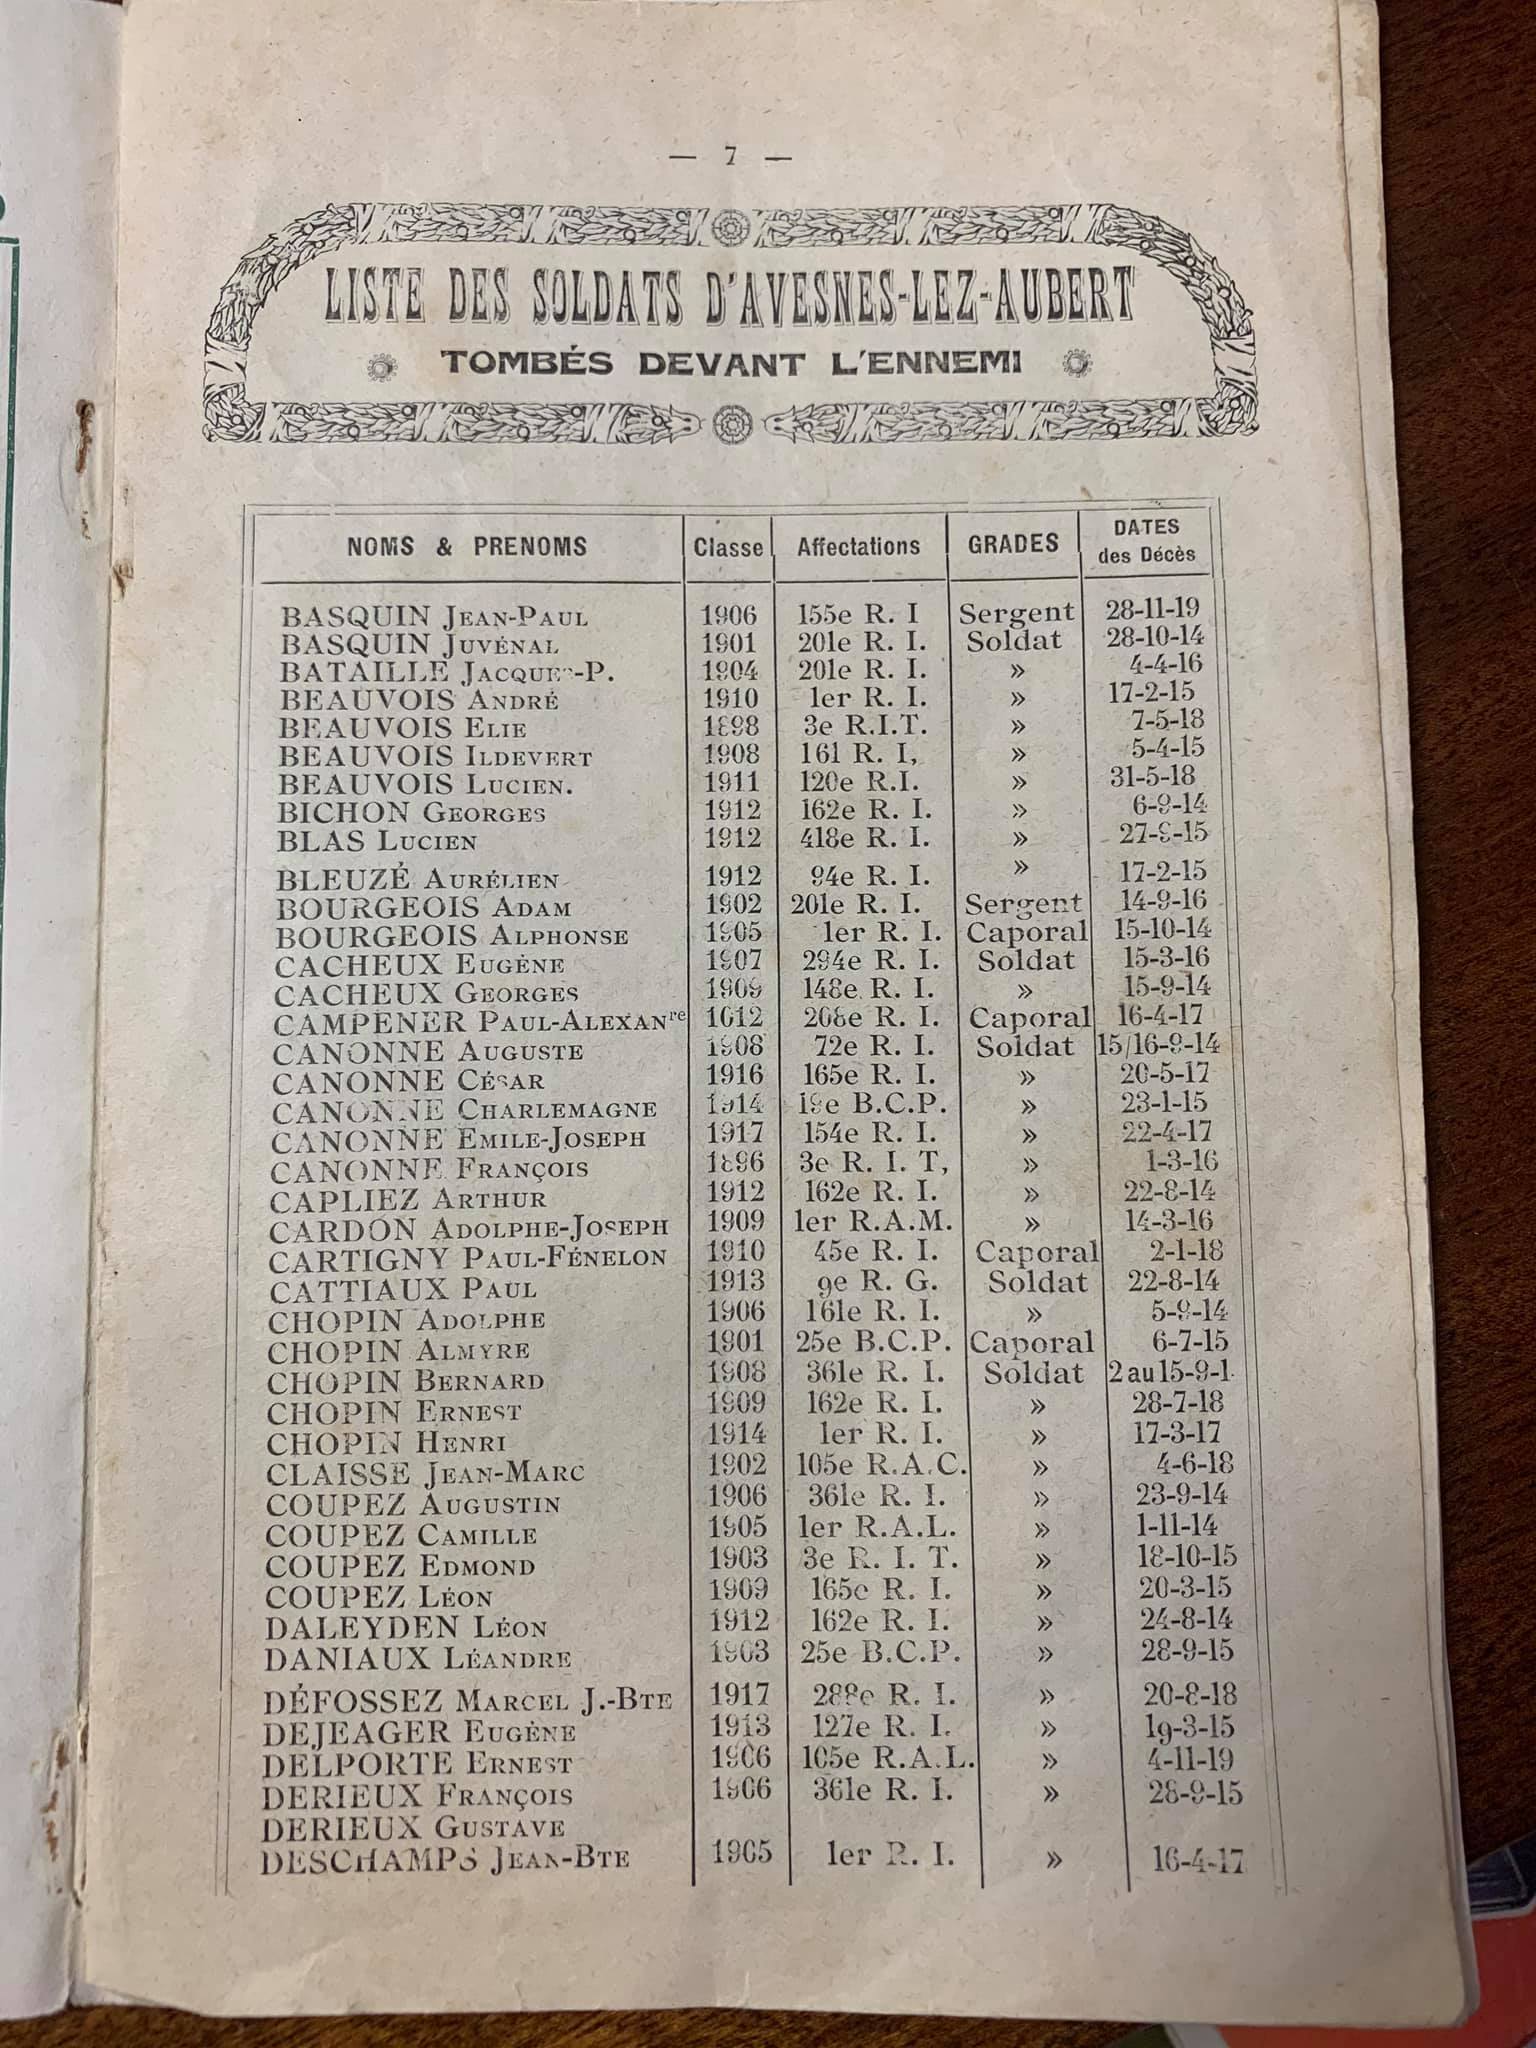 — 7 —
LISTE DES SOLDATS D'AVESNES-LEZ-AUBERT
TOMBÉS DEVANT L'ENNEMI
NOMS & PRENOMS Classe Affectations GRADES DATES des Décès
BASQUIN JEAN-PAUL 1906 155e R. I Sergent 28-11-19
BASQUIN JUVÉNAL 1901 201e R. I. Soldat 28-10-14
BATAILLE JACQUES-P. 1904 201e R. I. » 4-4-16
BEAUVOIS ANDRÉ 1910 1er R. I. » 17-2-15
BEAUVOIS ELIE 1898 3e R.I.T. » 7-5-18
BEAUVOIS ILDEVERT 1908 161 R. I, » 5-4-15
BEAUVOIS LUCIEN. 1911 120e R.I. » 31-5-18
BICHON GEORGES 1912 162e R. I. » 6-9-14
BLAS LUCIEN 1912 418e R. I. » 27-9-15
BLEUZÉ AURÉLIEN 1912 94e R. I. » 17-2-15
BOURGEOIS ADAM 1902 201e R. I. Sergent 14-9-16
BOURGEOIS ALPHONSE 1905 1er R. I. Caporal 15-10-14
CACHEUX EUGÈNE 1907 294e R. I. Soldat 15-3-16
CACHEUX GEORGES 1909 148e R. I. » 15-9-14
CAMPENER PAUL-ALEXANre 1012 208e R. I. Caporal 16-4-17
CANONNE AUGUSTE 1908 72e R. I. Soldat 15/16-9-14
CANONNE CÉSAR 1916 165e R. I. » 20-5-17
CANONNE CHARLEMAGNE 1914 19e B.C.P. » 23-1-15
CANONNE EMILE-JOSEPH 1917 154e R. I. » 22-4-17
CANONNE FRANÇOIS 1896 3e R. I. T, » 1-3-16
CAPLIEZ ARTHUR 1912 162e R. I. » 22-8-14
CARDON ADOLPHE-JOSEPH 1909 1er R.A.M. » 14-3-16
CARTIGNY PAUL-FÉNELON 1910 45e R. I. Caporal 2-1-18
CATTIAUX PAUL 1913 9e R. G. Soldat 22-8-14
CHOPIN ADOLPHE 1906 161e R. I. » 5-9-14
CHOPIN ALMYRE 1901 25e B.C.P. Caporal 6-7-15
CHOPIN BERNARD 1908 361e R. I. Soldat 2 au 15-9-1
CHOPIN ERNEST 1909 162e R. I. » 28-7-18
CHOPIN HENRI 1914 1er R. I. » 17-3-17
CLAISSE JEAN-MARC 1902 105e R.A.C. » 4-6-18
COUPEZ AUGUSTIN 1906 361e R. I. » 23-9-14
COUPEZ CAMILLE 1905 1er R.A.L. » 1-11-14
COUPEZ EDMOND 1903 3e R. I. T. » 18-10-15
COUPEZ LÉON 1909 165e R. I. » 20-3-15
DALEYDEN LÉON 1912 162e R. I. » 24-8-14
DANIAUX LÉANDRE 1903 25e B.C.P. » 28-9-15
DÉFOSSEZ MARCEL J.-BTE 1917 288e R. I. » 20-8-18
DEJEAGER EUGÈNE 1913 127e R. I. » 19-3-15
DELPORTE ERNEST 1906 105e R.A.L. » 4-11-19
DERIEUX FRANÇOIS 1906 361e R. I. » 28-9-15
DERIEUX GUSTAVE
DESCHAMPS JEAN-BTE 1905 1er R. I. » 16-4-17